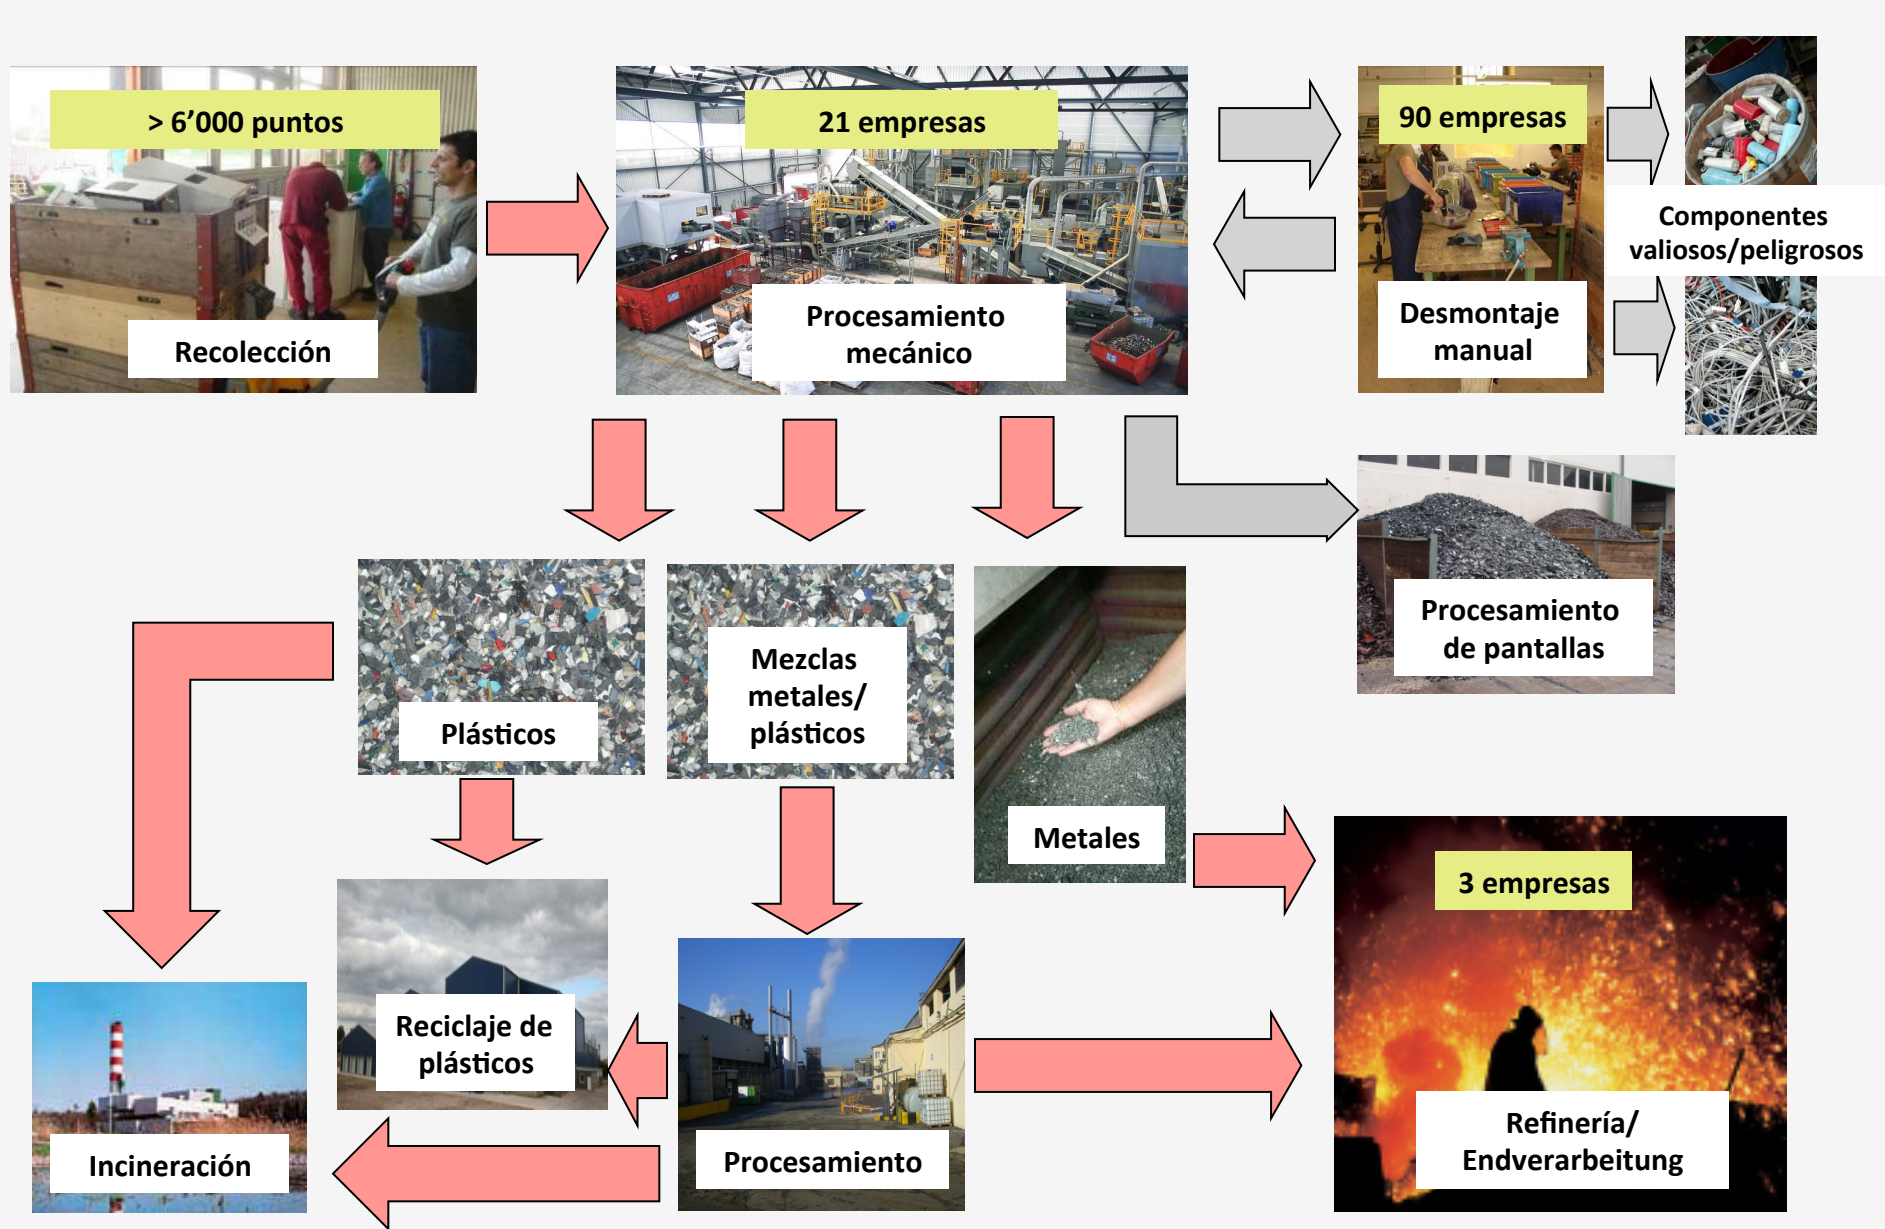 > 6’000 puntos
Recolección
21 empresas
Procesamiento
mecánico
90 empresas
Desmontaje
manual
Componentes
valiosos/peligrosos
Procesamiento
de pantallas
Plásticos
Mezclas
metales/
plásticos
Metales
3 empresas
Refinería/
Endverarbeitung
Reciclaje de
plásticos
Procesamiento
Incineración